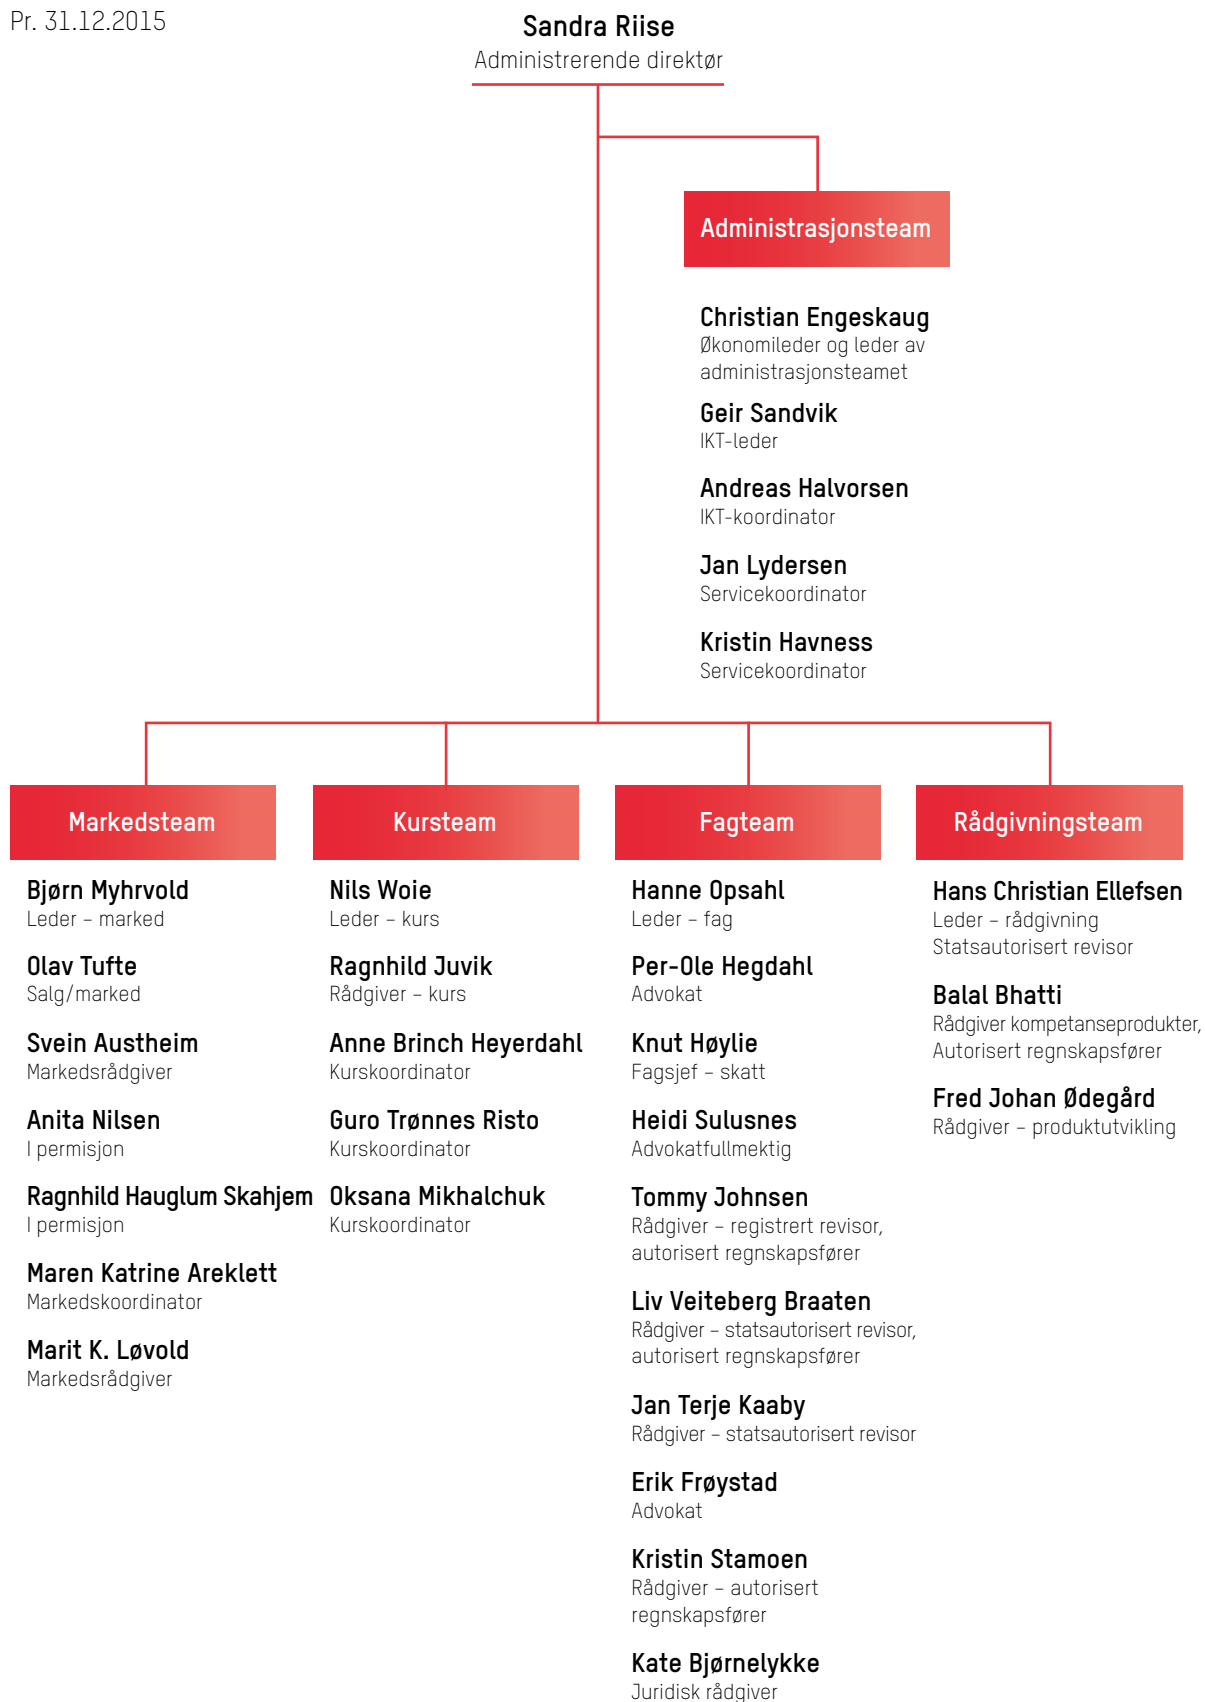 Pr. 31.12.2015
Sandra Riise
Administrerende direktør
Administrasjonsteam
Christian Engeskaug
Økonomileder og leder av
administrasjonsteamet
Geir Sandvik
IKT-leder
Andreas Halvorsen
IKT-koordinator
Jan Lydersen
Servicekoordinator
Kristin Havness
Servicekoordinator
Markedsteam
Bjørn Myhrvold
Leder – marked
Olav Tufte
Salg/marked
Svein Austheim
Markedsrådgiver
Anita Nilsen
I permisjon
Ragnhild Hauglum Skahjem
I permisjon
Maren Katrine Areklett
Markedskoordinator
Marit K. Løvold
Markedsrådgiver
Kursteam
Nils Woie
Leder – kurs
Ragnhild Juvik
Rådgiver – kurs
Anne Brinch Heyerdahl
Kurskoordinator
Guro Trønnes Risto
Kurskoordinator
Oksana Mikhalchuk
Kurskoordinator
Fagteam
Hanne Opsahl
Leder – fag
Per-Ole Hegdahl
Advokat
Knut Høylie
Fagsjef – skatt
Heidi Sulusnes
Advokatfullmektig
Tommy Johnsen
Rådgiver – registrert revisor,
autorisert regnskapsfører
Liv Veiteberg Braaten
Rådgiver – statsautorisert revisor,
autorisert regnskapsfører
Jan Terje Kaaby
Rådgiver – statsautorisert revisor
Erik Frøystad
Advokat
Kristin Stamoen
Rådgiver – autorisert
regnskapsfører
Kate Bjørnelykke
Juridisk rådgiver
Rådgivningsteam
Hans Christian Ellefsen
Leder – rådgivning
Statsautorisert revisor
Balal Bhatti
Rådgiver kompetanseprodukter,
Autorisert regnskapsfører
Fred Johan Ødegård
Rådgiver – produktutvikling